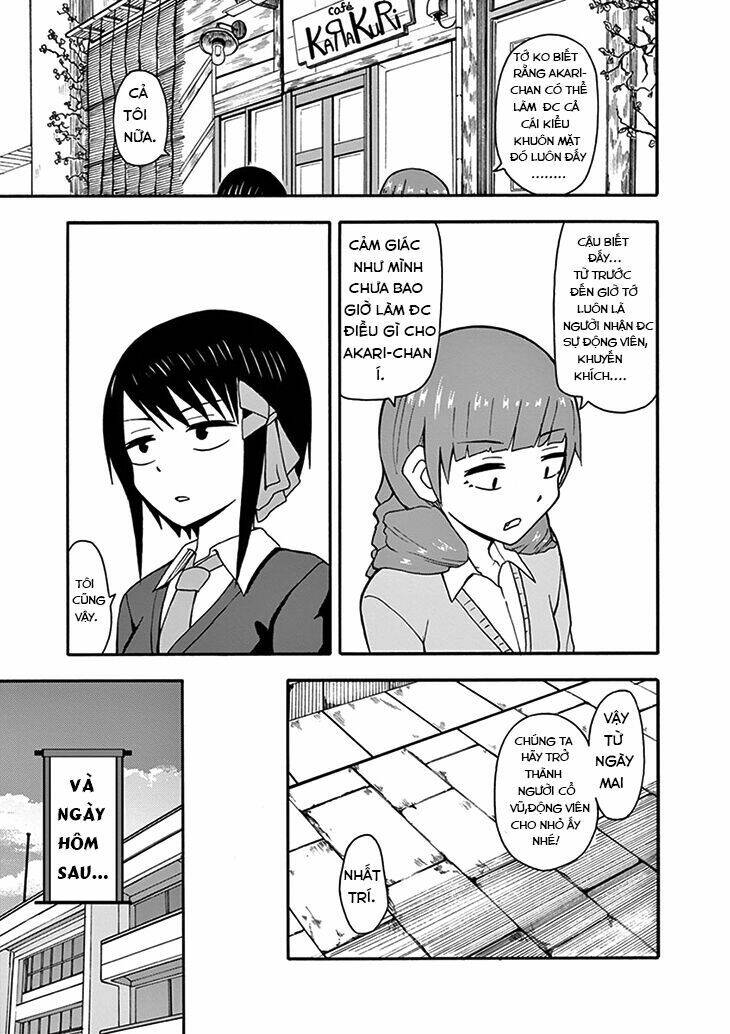 café
KARAKURi
TỚ KO BIẾT
RẰNG AKARI-
CHAN CÓ THỂ
LÀM ĐC CẢ
CÁI KIỂU
KHUÔN MẶT
ĐÓ LUÔN ĐẤY
........
CẢ
TÔI
NỮA.
CẬU BIẾT
ĐẤY...
TỪ TRƯỚC
ĐẾN GIỜ TỚ
LUÔN LÀ
NGƯỜI NHẬN ĐC
SỰ ĐỘNG VIÊN,
KHUYẾN
KHÍCH....
CẢM GIÁC
NHƯ MÌNH
CHƯA BAO
GIỜ LÀM ĐC
ĐIỀU GÌ CHO
AKARI-CHAN
Í.
TÔI
CŨNG
VẬY.
VẬY
TỪ
NGÀY
MAI
CHÚNG TA
HÃY TRỞ
THÀNH
NGƯỜI CỔ
VŨ,ĐỘNG VIÊN
CHO NHỎ ẤY
NHÉ!
NHẤT
TRÍ.
VÀ
NGÀY
HÔM
SAU...